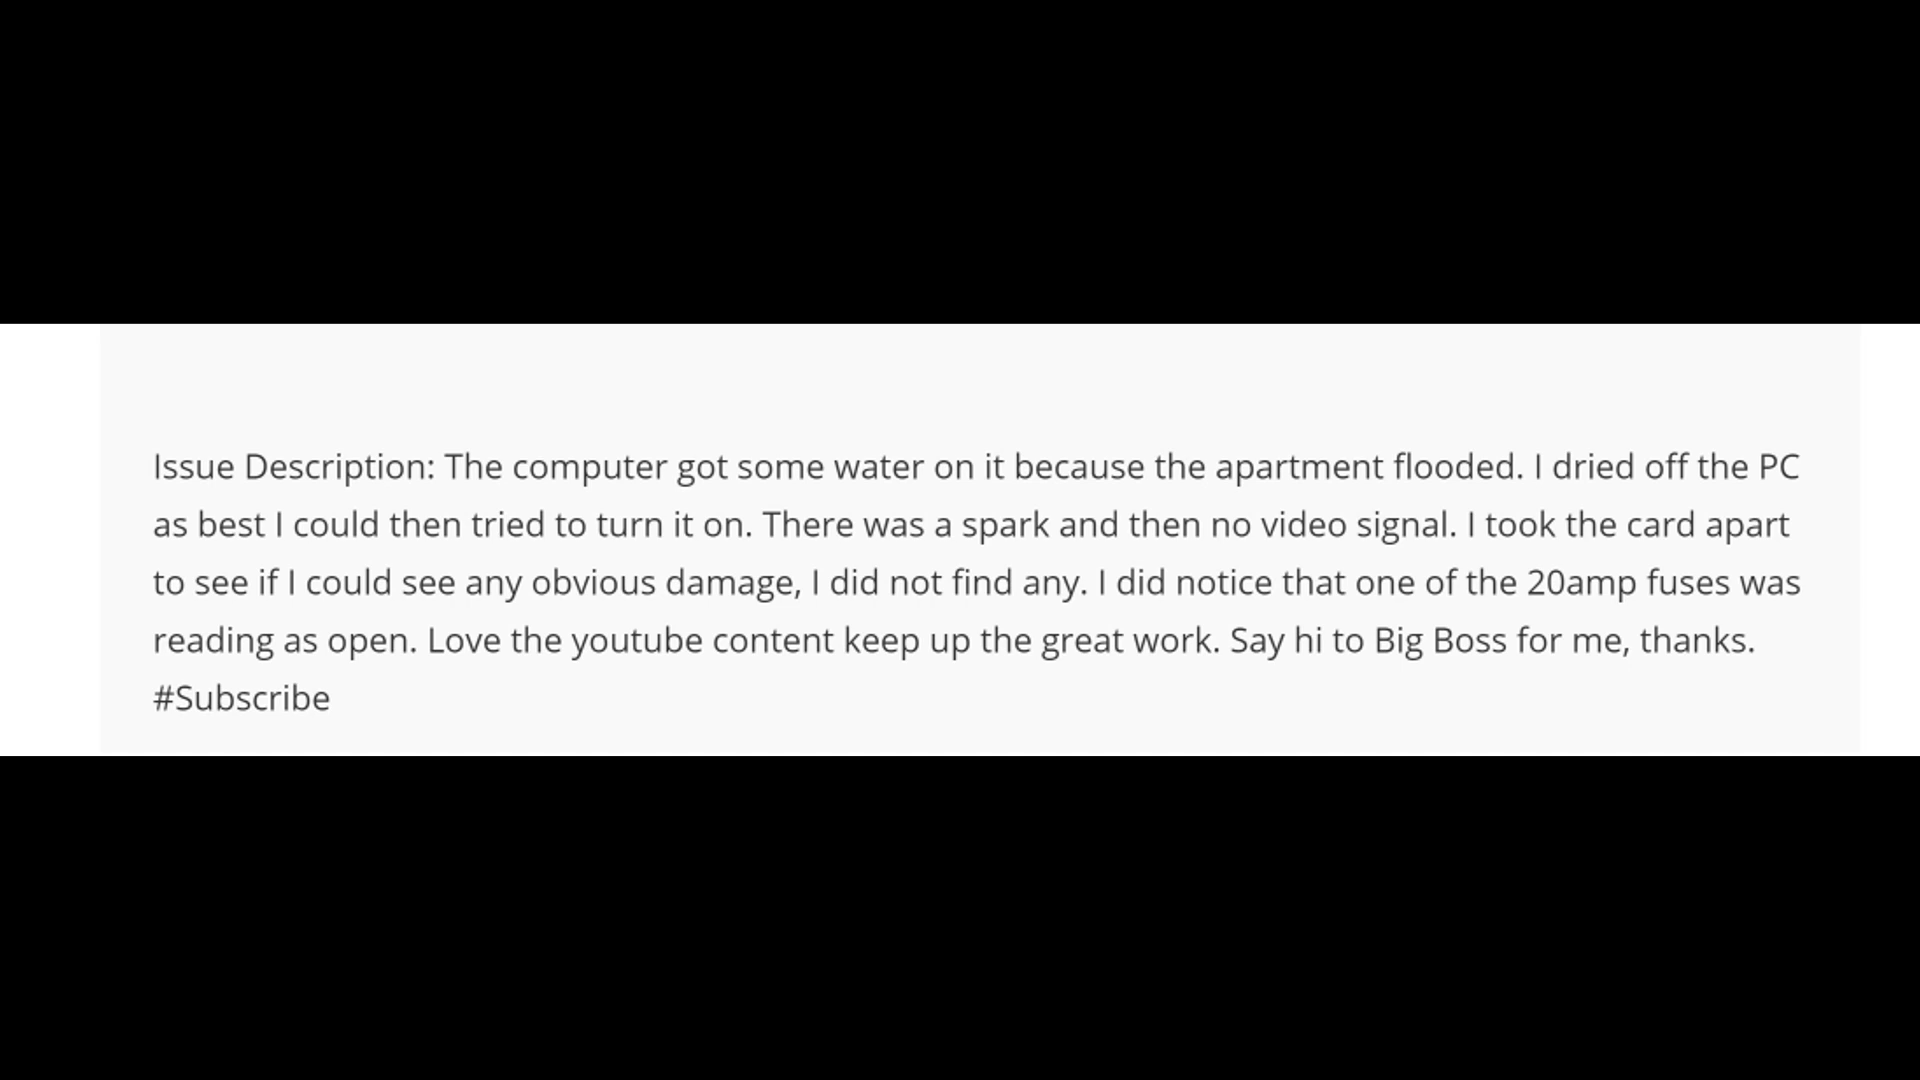 Issue Description: The computer got some water on it because the apartment flooded. I dried off the PC
as best I could then tried to turn it on. There was a spark and then no video signal. I took the card apart
to see if I could see any obvious damage, I did not find any. I did notice that one of the 20amp fuses was
reading as open. Love the youtube content keep up the great work. Say hi to Big Boss for me, thanks.
#Subscribe